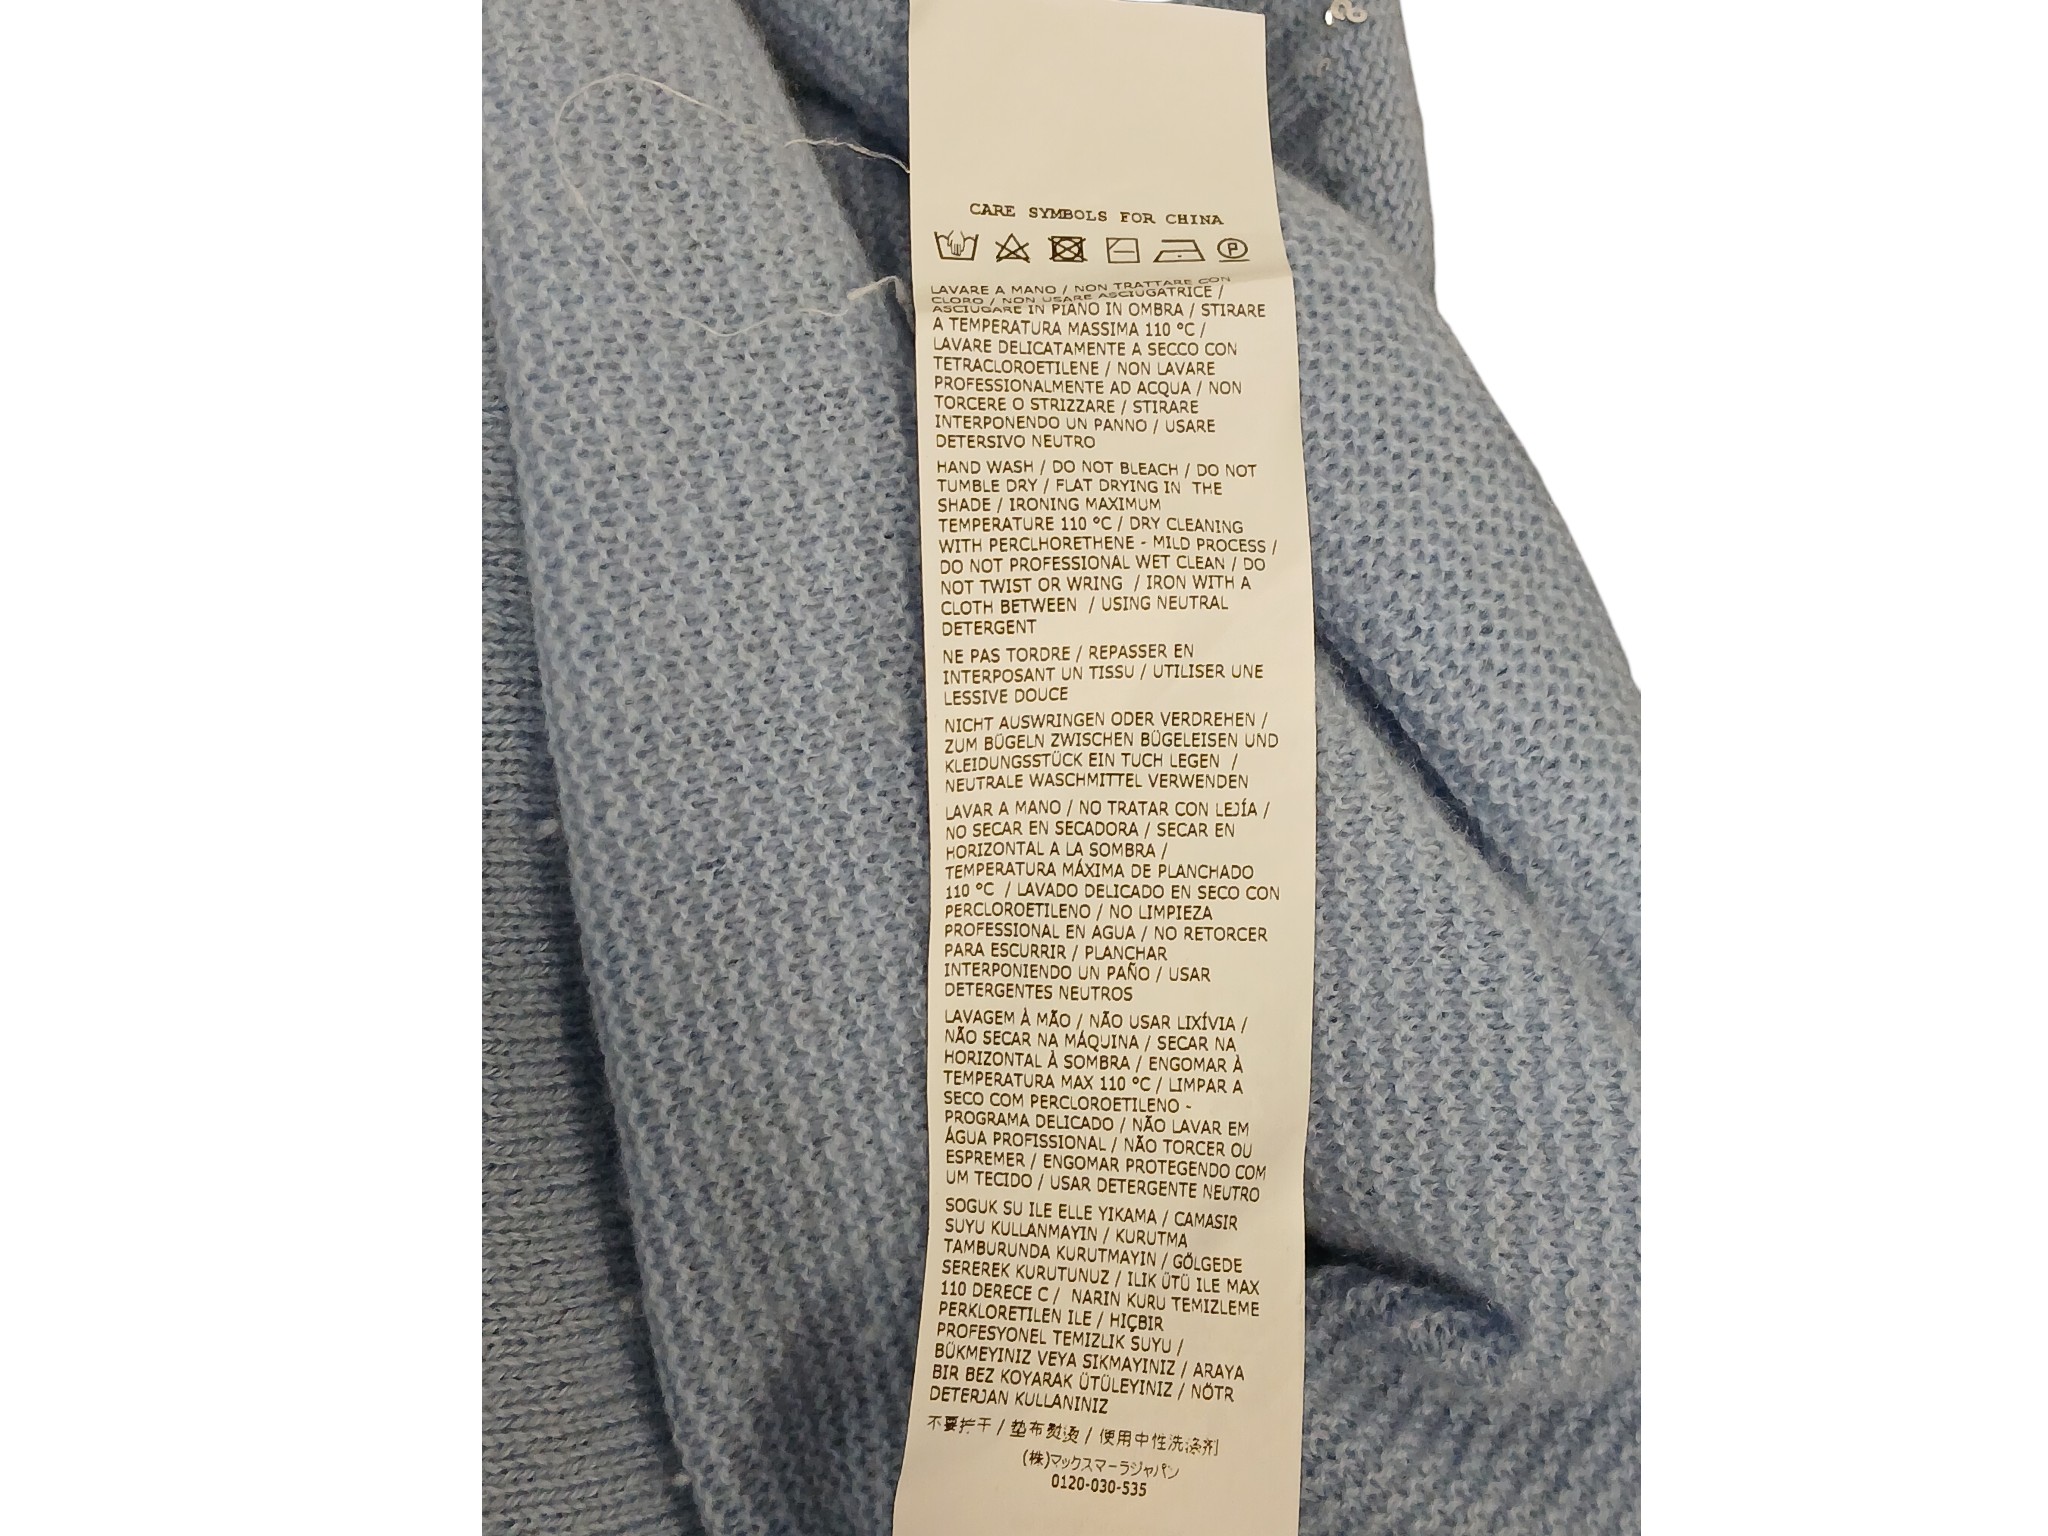 CARE SYMBOLS FOR CHINA
P
LAVARE A MANO / NON TRATTARE CON
CLORO / NON USARE ASCIUGATRICE /
ASCIUGARE IN PIANO IN OMBRA / STIRARE
A TEMPERATURA MASSIMA 110 °C /
LAVARE DELICATAMENTE A SECCO CON
TETRACLOROETILENE / NON LAVARE
PROFESSIONALMENTE AD ACQUA / NON
TORCERE O STRIZZARE / STIRARE
INTERPONENDO UN PANNO / USARE
DETERSIVO NEUTRO
HAND WASH / DO NOT BLEACH / DO NOT
TUMBLE DRY / FLAT DRYING IN THE
SHADE / IRONING MAXIMUM
TEMPERATURE 110 °C / DRY CLEANING
WITH PERCLHORETHENE - MILD PROCESS /
DO NOT PROFESSIONAL WET CLEAN / DO
NOT TWIST OR WRING / IRON WITH A
CLOTH BETWEEN / USING NEUTRAL
DETERGENT
NE PAS TORDRE / REPASSER EN
INTERPOSANT UN TISSU / UTILISER UNE
LESSIVE DOUCE
NICHT AUSWRINGEN ODER VERDREHEN /
ZUM BÜGELN ZWISCHEN BÜGELEISEN UND
KLEIDUNGSSTÜCK EIN TUCH LEGEN /
NEUTRALE WASCHMITTEL VERWENDEN
LAVAR A MANO / NO TRATAR CON LEJÍA /
NO SECAR EN SECADORA / SECAR EN
HORIZONTAL A LA SOMBRA /
TEMPERATURA MÁXIMA DE PLANCHADO
110 °C / LAVADO DELICADO EN SECO CON
PERCLOROETILENO / NO LIMPIEZA
PROFESSIONAL EN AGUA / NO RETORCER
PARA ESCURRIR / PLANCHAR
INTERPONIENDO UN PAÑO / USAR
DETERGENTES NEUTROS
LAVAGEM À MÃO / NÃO USAR LIXÍVIA /
NÃO SECAR NA MÁQUINA / SECAR NA
HORIZONTAL À SOMBRA / ENGOMAR À
TEMPERATURA MAX 110 °C / LIMPAR A
SECO COM PERCLOROETILENO -
PROGRAMA DELICADO / NÃO LAVAR EM
ÁGUA PROFISSIONAL / NÃO TORCER OU
ESPREMER / ENGOMAR PROTEGENDO COM
UM TECIDO / USAR DETERGENTE NEUTRO
SOGUK SU ILE ELLE YIKAMA / CAMASIR
SUYU KULLANMAYIN / KURUTMA
TAMBURUNDA KURUTMAYIN / GÖLGEDE
SEREREK KURUTUNUZ / ILIK ÜTÜ ILE MAX
110 DERECE C / NARIN KURU TEMIZLEME
PERKLORETILEN ILE / HIÇBIR
PROFESYONEL TEMIZLIK SUYU /
BÜKMEYINIZ VEYA SIKMAYINIZ / ARAYA
BIR BEZ KOYARAK ÜTÜLEYINIZ / NÖTR
DETERJAN KULLANINIZ
不要拧干 / 垫布熨烫 / 使用中性洗涤剂
(株)マックスマーラジャパン
0120-030-535